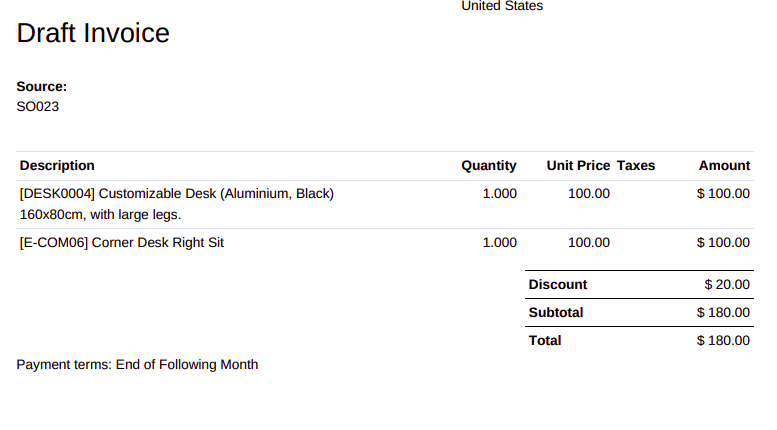 United States
Draft Invoice
Source:
SO023
Description Quantity Unit Price Taxes Amount
[DESK0004] Customizable Desk (Aluminium, Black) 1.000 100.00 $ 100.00
160x80cm, with large legs.
[E-COM06] Corner Desk Right Sit 1.000 100.00 $ 100.00
Discount $ 20.00
Subtotal $ 180.00
Total $ 180.00
Payment terms: End of Following Month